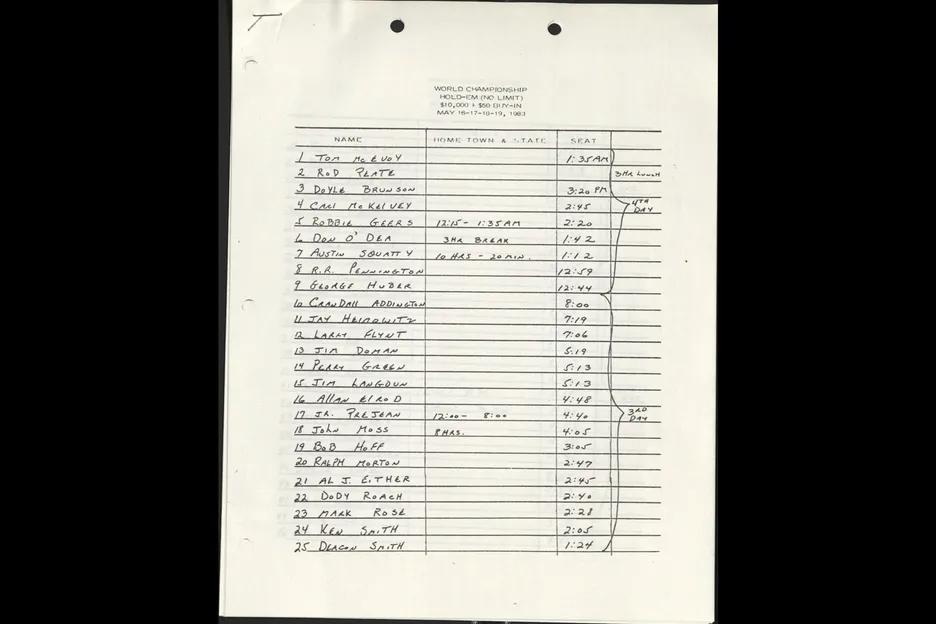 WORLD CHAMPIONSHIP
HOLD-EM (NO LIMIT)
$10,000 + $50 BUY-IN
MAY 16-17-18-19, 1983
NAME HOME TOWN & STATE SEAT
1 TOM McEVOY 1:35 AM
2 ROD PEATE 3HR LUNCH
3 DOYLE BRUNSON 3:20 PM
4 CARL McKELVEY 2:45 4TH DAY
5 ROBBIE GEERS 12:15 - 1:35 AM 2:20
6 DON O'DEA 3HR BREAK 1:42
7 AUSTIN SQUATTY 10 HRS - 20 MIN. 1:12
8 R.R. PENNINGTON 12:59
9 GEORGE HUBER 12:44
10 CRANDALL ADDINGTON 8:00
11 JAY HEIMOWITZ 7:19
12 LARRY FLYNT 7:06
13 JIM DOMAN 5:19
14 PERRY GREEN 5:13
15 JIM LANGDUN 5:13
16 ALLAN ELROD 4:48
17 JR. PREJEAN 12:00 - 8:00 4:40 3RD DAY
18 JOHN MOSS 8HRS. 4:05
19 BOB HOFF 3:05
20 RALPH MORTON 2:47
21 AL J. EITHER 2:45
22 DODY ROACH 2:40
23 MARK ROSE 2:28
24 KEN SMITH 2:05
25 DEACON SMITH 1:24